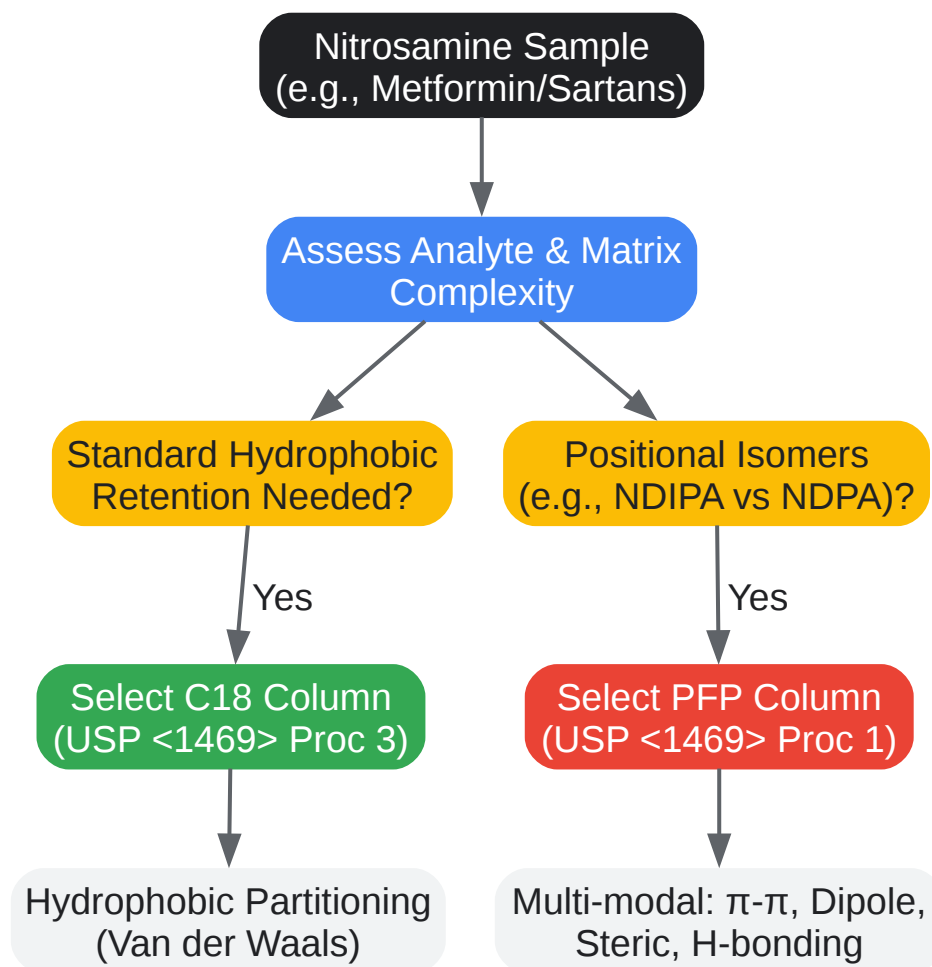 Nitrosamine Sample
(e.g., Metformin/Sartans)
Assess Analyte & Matrix
Complexity
Standard Hydrophobic
Retention Needed?
Positional Isomers
(e.g., NDIPA vs NDPA)?
Yes
Yes
Select C18 Column
(USP <1469> Proc 3)
Select PFP Column
(USP <1469> Proc 1)
Hydrophobic Partitioning
(Van der Waals)
Multi-modal: π-π, Dipole,
Steric, H-bonding